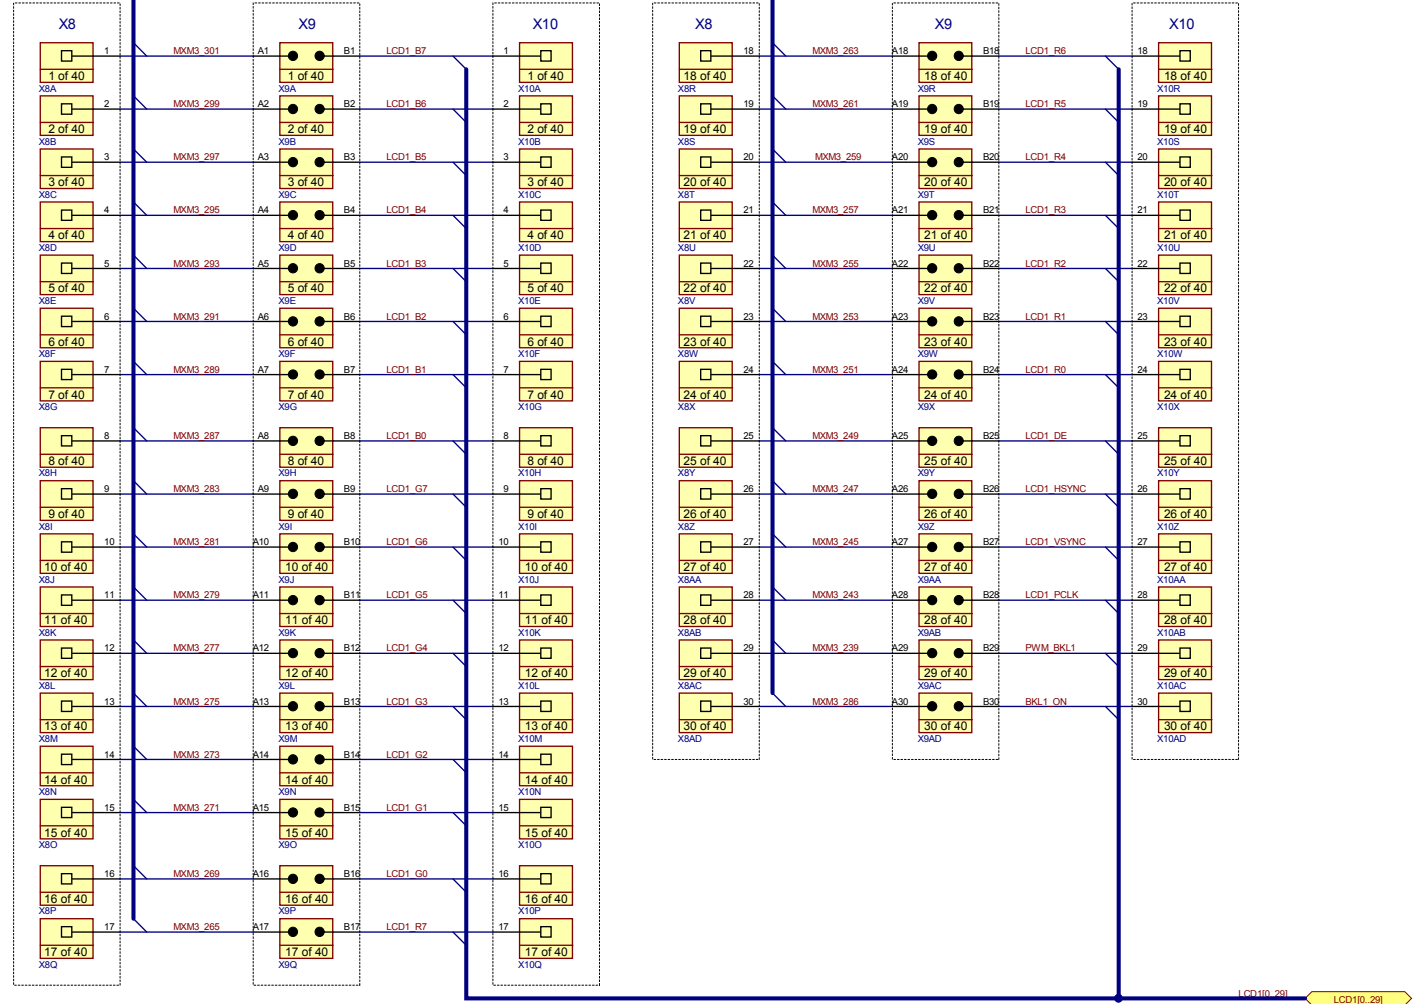 X8 X9 X10 X8 X9 X10
1 MXM3_301 A1 B1 LCD1_B7 1 18 MXM3_263 A18 B18 LCD1_R6 18
1 of 40 1 of 40 1 of 40 18 of 40 18 of 40 18 of 40
X8A X9A X10A X8R X9R X10R
2 MXM3_299 A2 B2 LCD1_B6 2 19 MXM3_261 A19 B19 LCD1_R5 19
2 of 40 2 of 40 2 of 40 19 of 40 19 of 40 19 of 40
X8B X9B X10B X8S X9S X10S
3 MXM3_297 A3 B3 LCD1_B5 3 20 MXM3_259 A20 B20 LCD1_R4 20
3 of 40 3 of 40 3 of 40 20 of 40 20 of 40 20 of 40
X8C X9C X10C X8T X9T X10T
4 MXM3_295 A4 B4 LCD1_B4 4 21 MXM3_257 A21 B21 LCD1_R3 21
4 of 40 4 of 40 4 of 40 21 of 40 21 of 40 21 of 40
X8D X9D X10D X8U X9U X10U
5 MXM3_293 A5 B5 LCD1_B3 5 22 MXM3_255 A22 B22 LCD1_R2 22
5 of 40 5 of 40 5 of 40 22 of 40 22 of 40 22 of 40
X8E X9E X10E X8V X9V X10V
6 MXM3_291 A6 B6 LCD1_B2 6 23 MXM3_253 A23 B23 LCD1_R1 23
6 of 40 6 of 40 6 of 40 23 of 40 23 of 40 23 of 40
X8F X9F X10F X8W X9W X10W
7 MXM3_289 A7 B7 LCD1_B1 7 24 MXM3_251 A24 B24 LCD1_R0 24
7 of 40 7 of 40 7 of 40 24 of 40 24 of 40 24 of 40
X8G X9G X10G X8X X9X X10X
8 MXM3_287 A8 B8 LCD1_B0 8 25 MXM3_249 A25 B25 LCD1_DE 25
8 of 40 8 of 40 8 of 40 25 of 40 25 of 40 25 of 40
X8H X9H X10H X8Y X9Y X10Y
9 MXM3_283 A9 B9 LCD1_G7 9 26 MXM3_247 A26 B26 LCD1_HSYNC 26
9 of 40 9 of 40 9 of 40 26 of 40 26 of 40 26 of 40
X8I X9I X10I X8Z X9Z X10Z
10 MXM3_281 A10 B10 LCD1_G6 10 27 MXM3_245 A27 B27 LCD1_VSYNC 27
10 of 40 10 of 40 10 of 40 27 of 40 27 of 40 27 of 40
X8J X9J X10J X8AA X9AA X10AA
11 MXM3_279 A11 B11 LCD1_G5 11 28 MXM3_243 A28 B28 LCD1_PCLK 28
11 of 40 11 of 40 11 of 40 28 of 40 28 of 40 28 of 40
X8K X9K X10K X8AB X9AB X10AB
12 MXM3_277 A12 B12 LCD1_G4 12 29 MXM3_239 A29 B29 PWM_BKL1 29
12 of 40 12 of 40 12 of 40 29 of 40 29 of 40 29 of 40
X8L X9L X10L X8AC X9AC X10AC
13 MXM3_275 A13 B13 LCD1_G3 13 30 MXM3_286 A30 B30 BKL1_ON 30
13 of 40 13 of 40 13 of 40 30 of 40 30 of 40 30 of 40
X8M X9M X10M X8AD X9AD X10AD
14 MXM3_273 A14 B14 LCD1_G2 14
14 of 40 14 of 40 14 of 40
X8N X9N X10N
15 MXM3_271 A15 B15 LCD1_G1 15
15 of 40 15 of 40 15 of 40
X8O X9O X10O
16 MXM3_269 A16 B16 LCD1_G0 16
16 of 40 16 of 40 16 of 40
X8P X9P X10P
17 MXM3_265 A17 B17 LCD1_R7 17
17 of 40 17 of 40 17 of 40
X8Q X9Q X10Q
LCD1[0..29] LCD1[0..29]